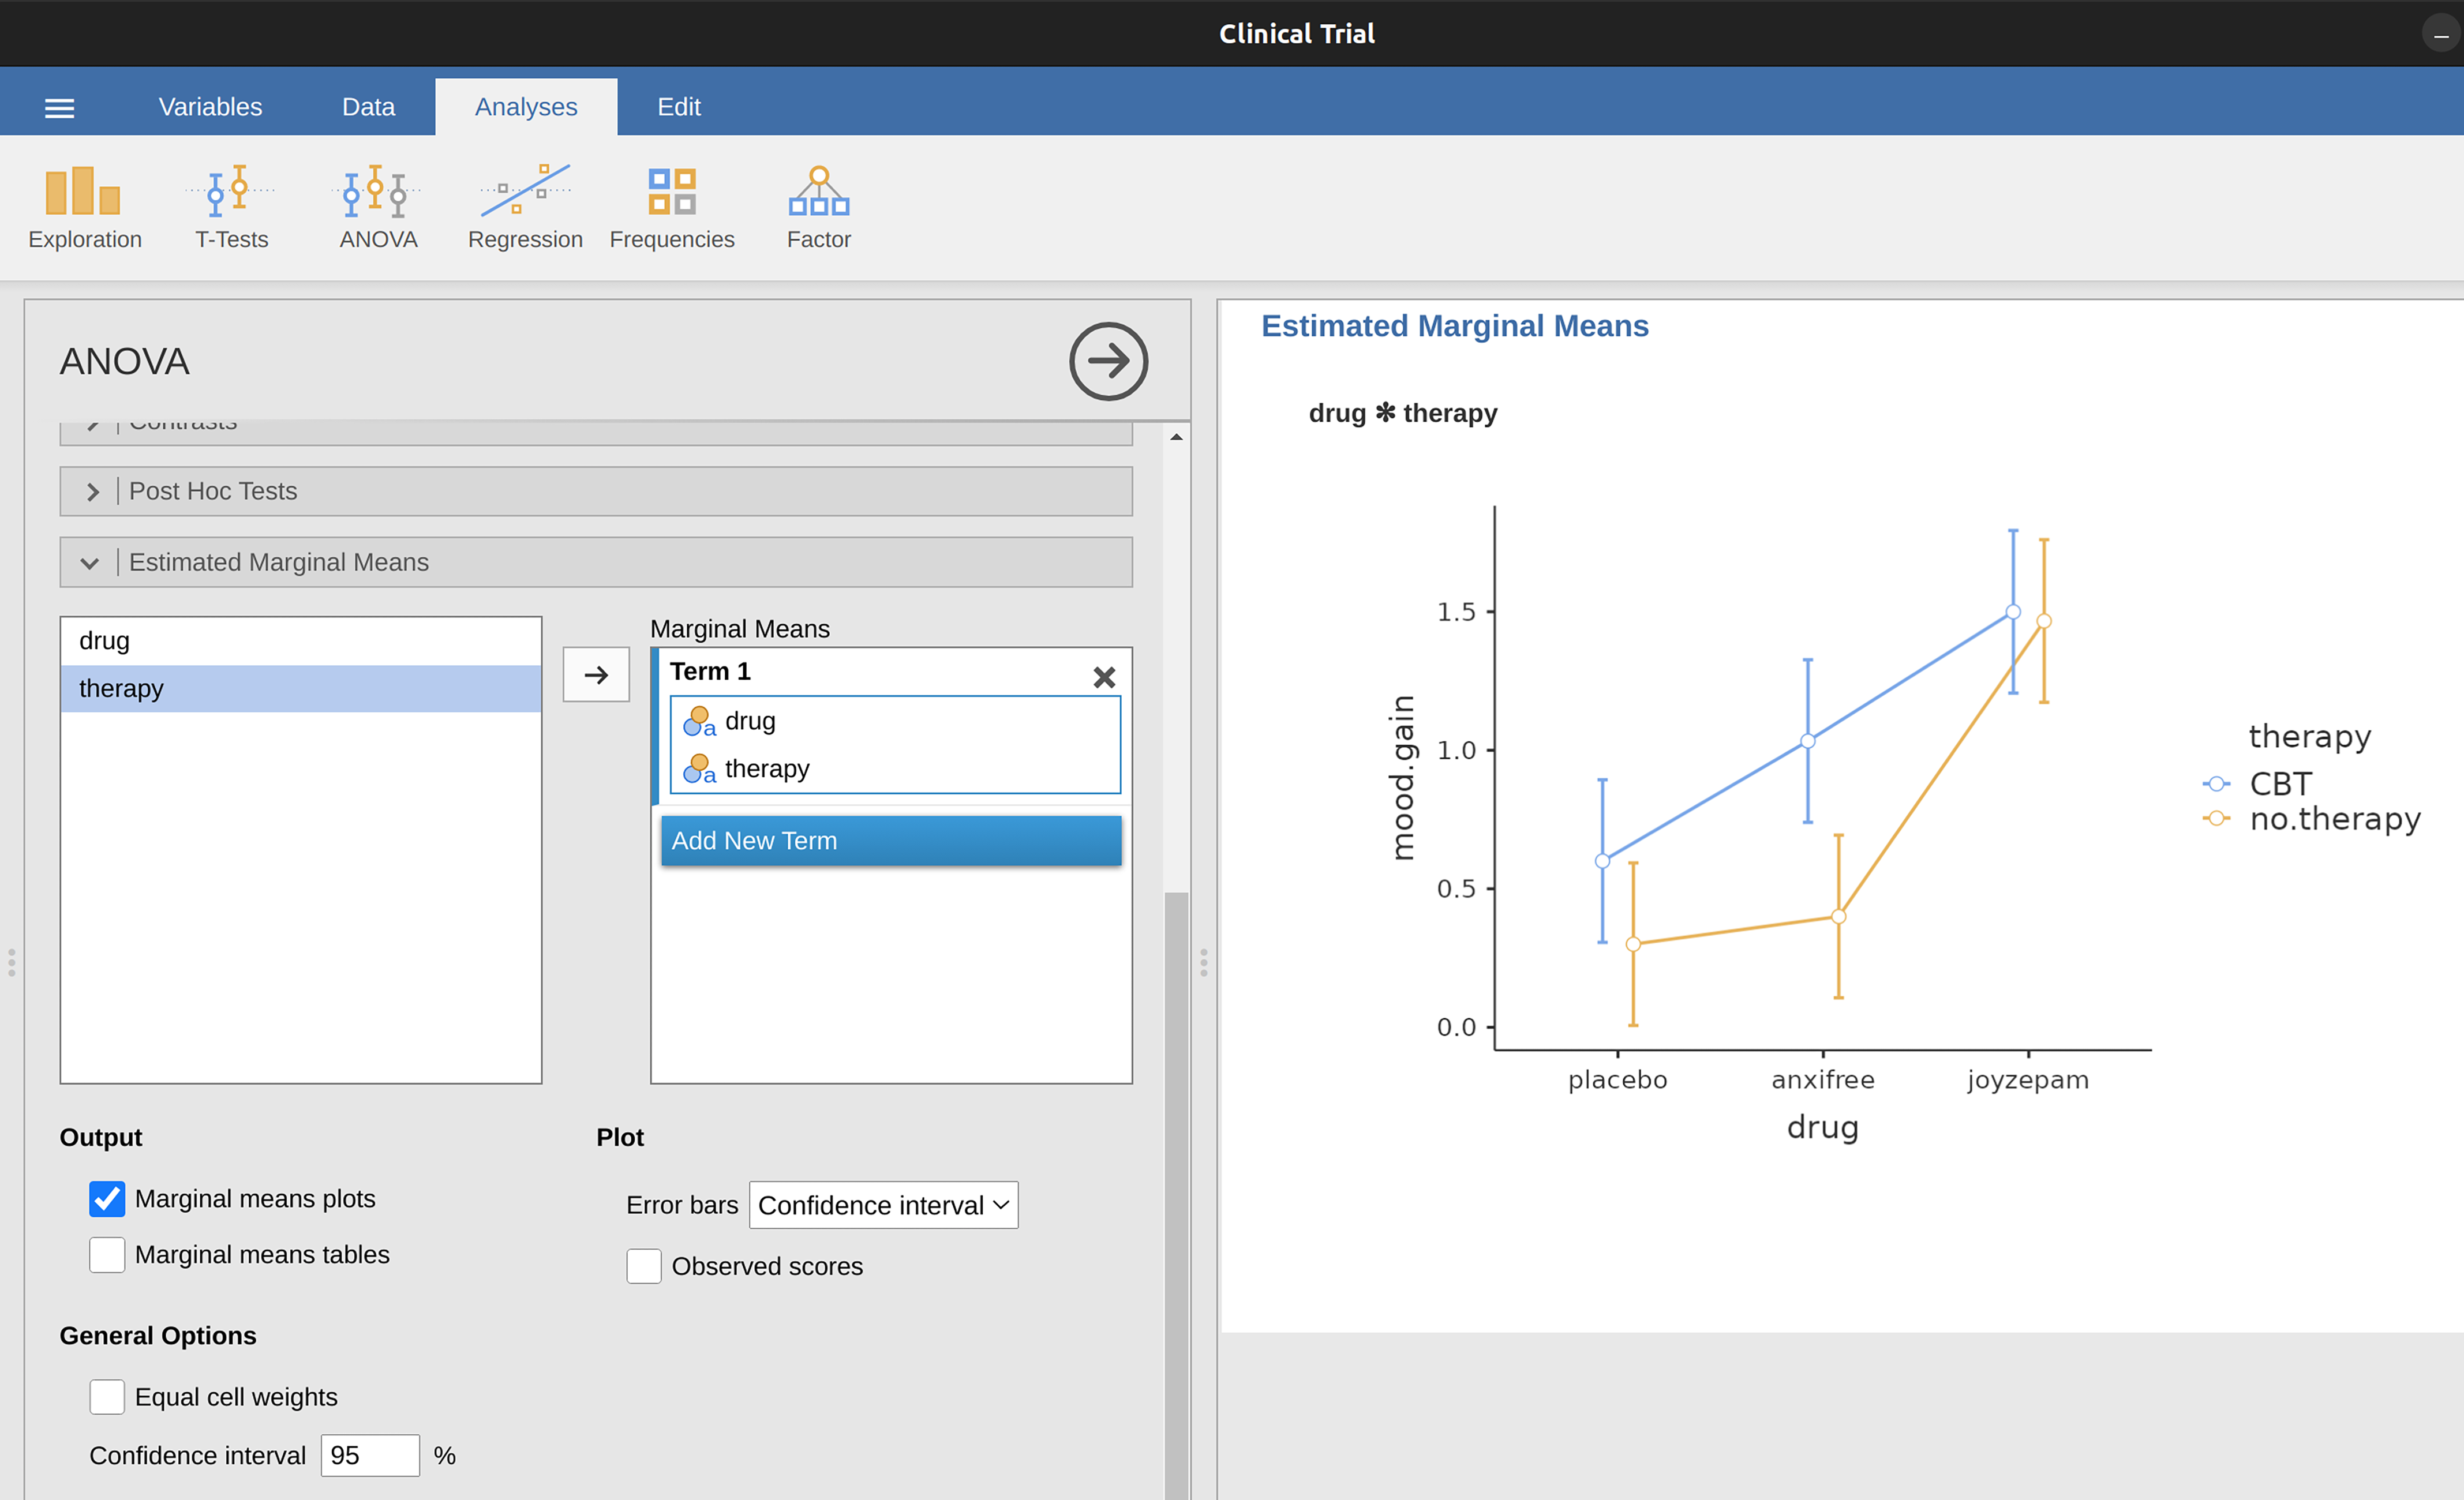 Clinical Trial
Variables Data Analyses Edit
Exploration T-Tests ANOVA Regression Frequencies Factor
ANOVA
Contrasts
Post Hoc Tests
Estimated Marginal Means
drug
therapy
Marginal Means
Term 1
a drug
a therapy
Add New Term
Output
Marginal means plots
Marginal means tables
Plot
Error bars Confidence interval
Observed scores
General Options
Equal cell weights
Confidence interval 95 %
Estimated Marginal Means
drug ✻ therapy
mood.gain
1.5
1.0
0.5
0.0
placebo anxifree joyzepam
drug
therapy
CBT
no.therapy